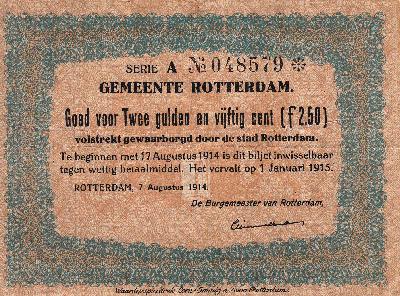 SERIE A № 048579 *
GEMEENTE ROTTERDAM.
Goed voor Twee gulden en vijftig cent (f 2.50)
volstrekt gewaarborgd door de stad Rotterdam.
Te beginnen met 17 Augustus 1914 is dit biljet inwisselbaar
tegen wettig betaalmiddel. Het vervalt op 1 Januari 1915.
ROTTERDAM, 7 Augustus 1914.
De Burgemeester van Rotterdam,